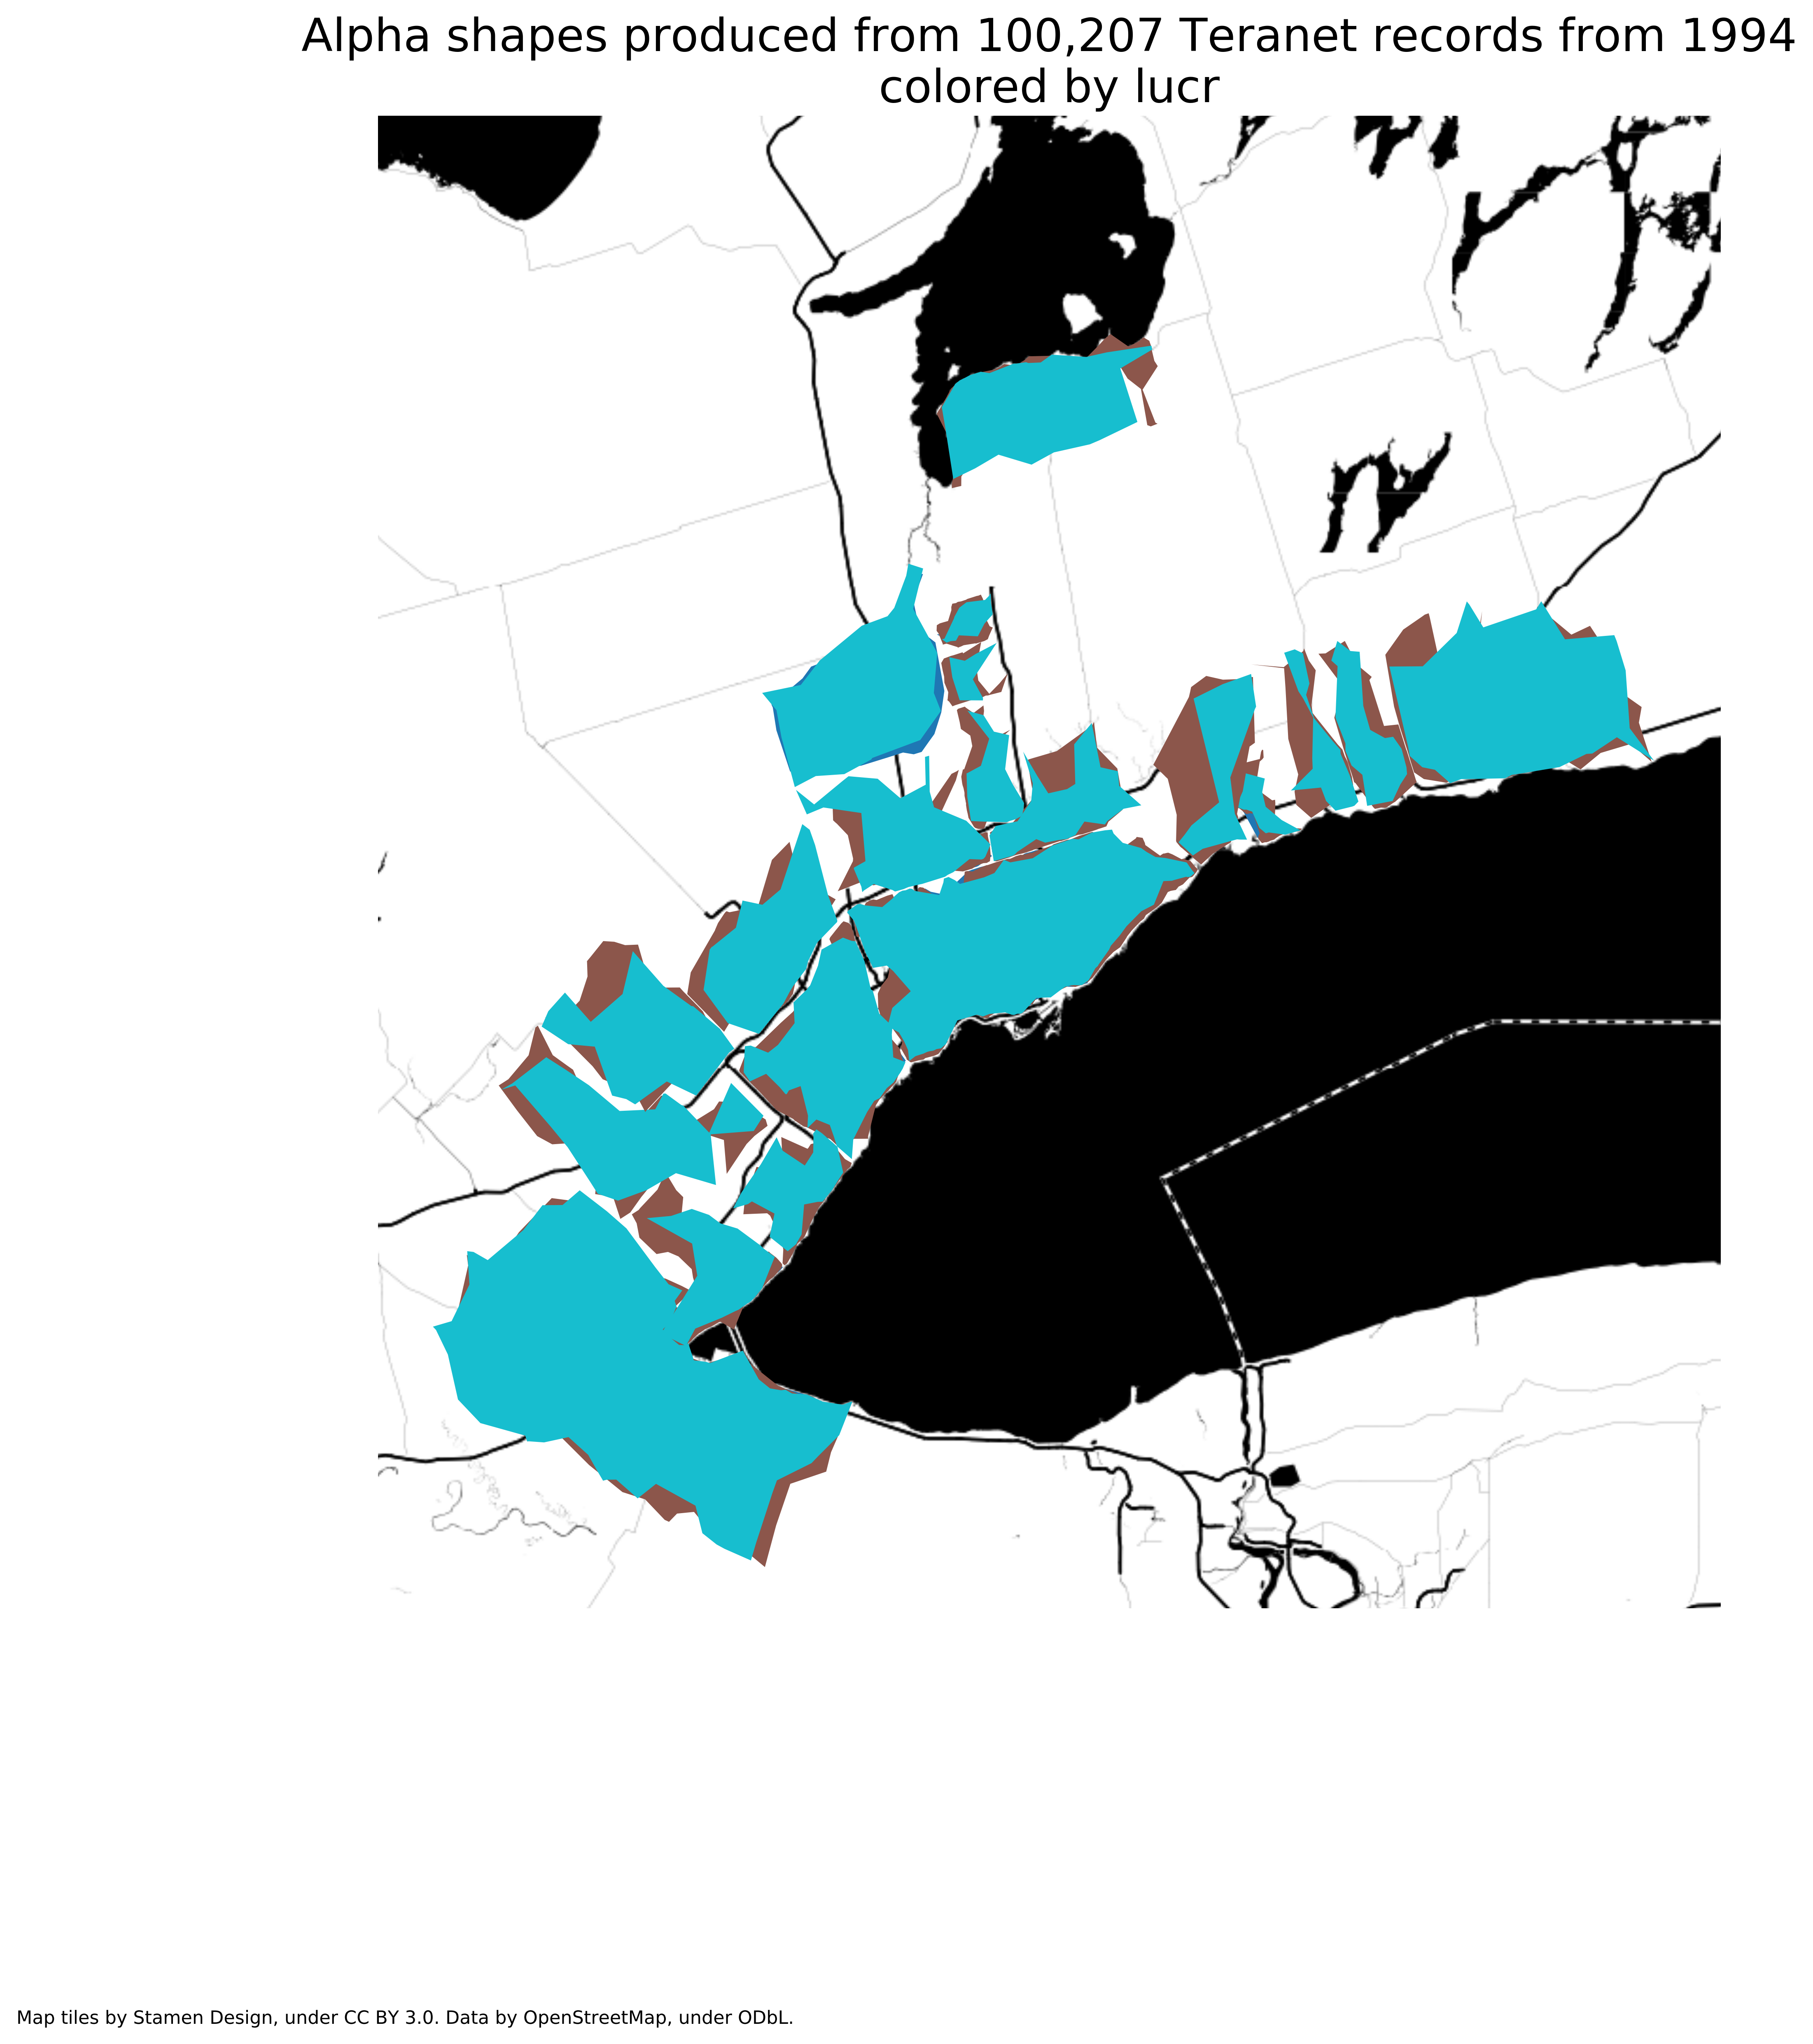 Alpha shapes produced from 100,207 Teranet records from 1994
colored by lucr
Map tiles by Stamen Design, under CC BY 3.0. Data by OpenStreetMap, under ODbL.